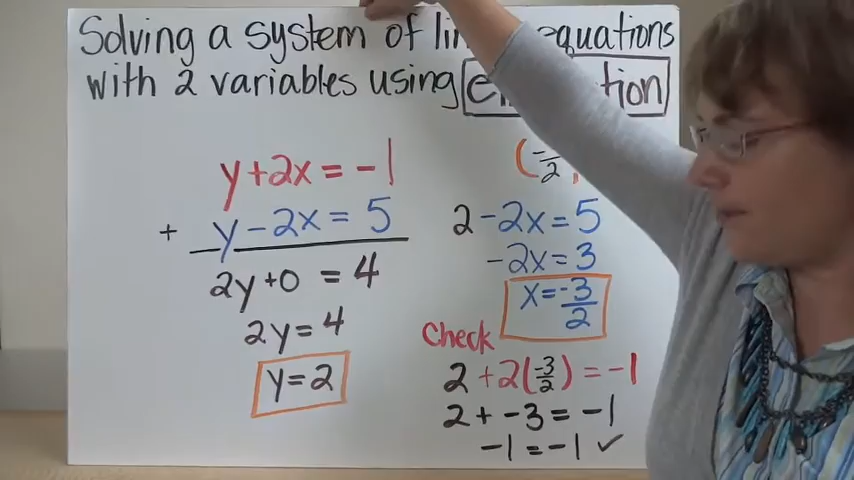 Solving a system of equations
with 2 variables using
y+2x = -1
+ y-2x = 5
2y+0 = 4
2y = 4
y = 2
2-2x = 5
-2x = 3
x = -3/2
Check
2 + 2(-3/2) = -1
2 + -3 = -1
-1 = -1 ✓